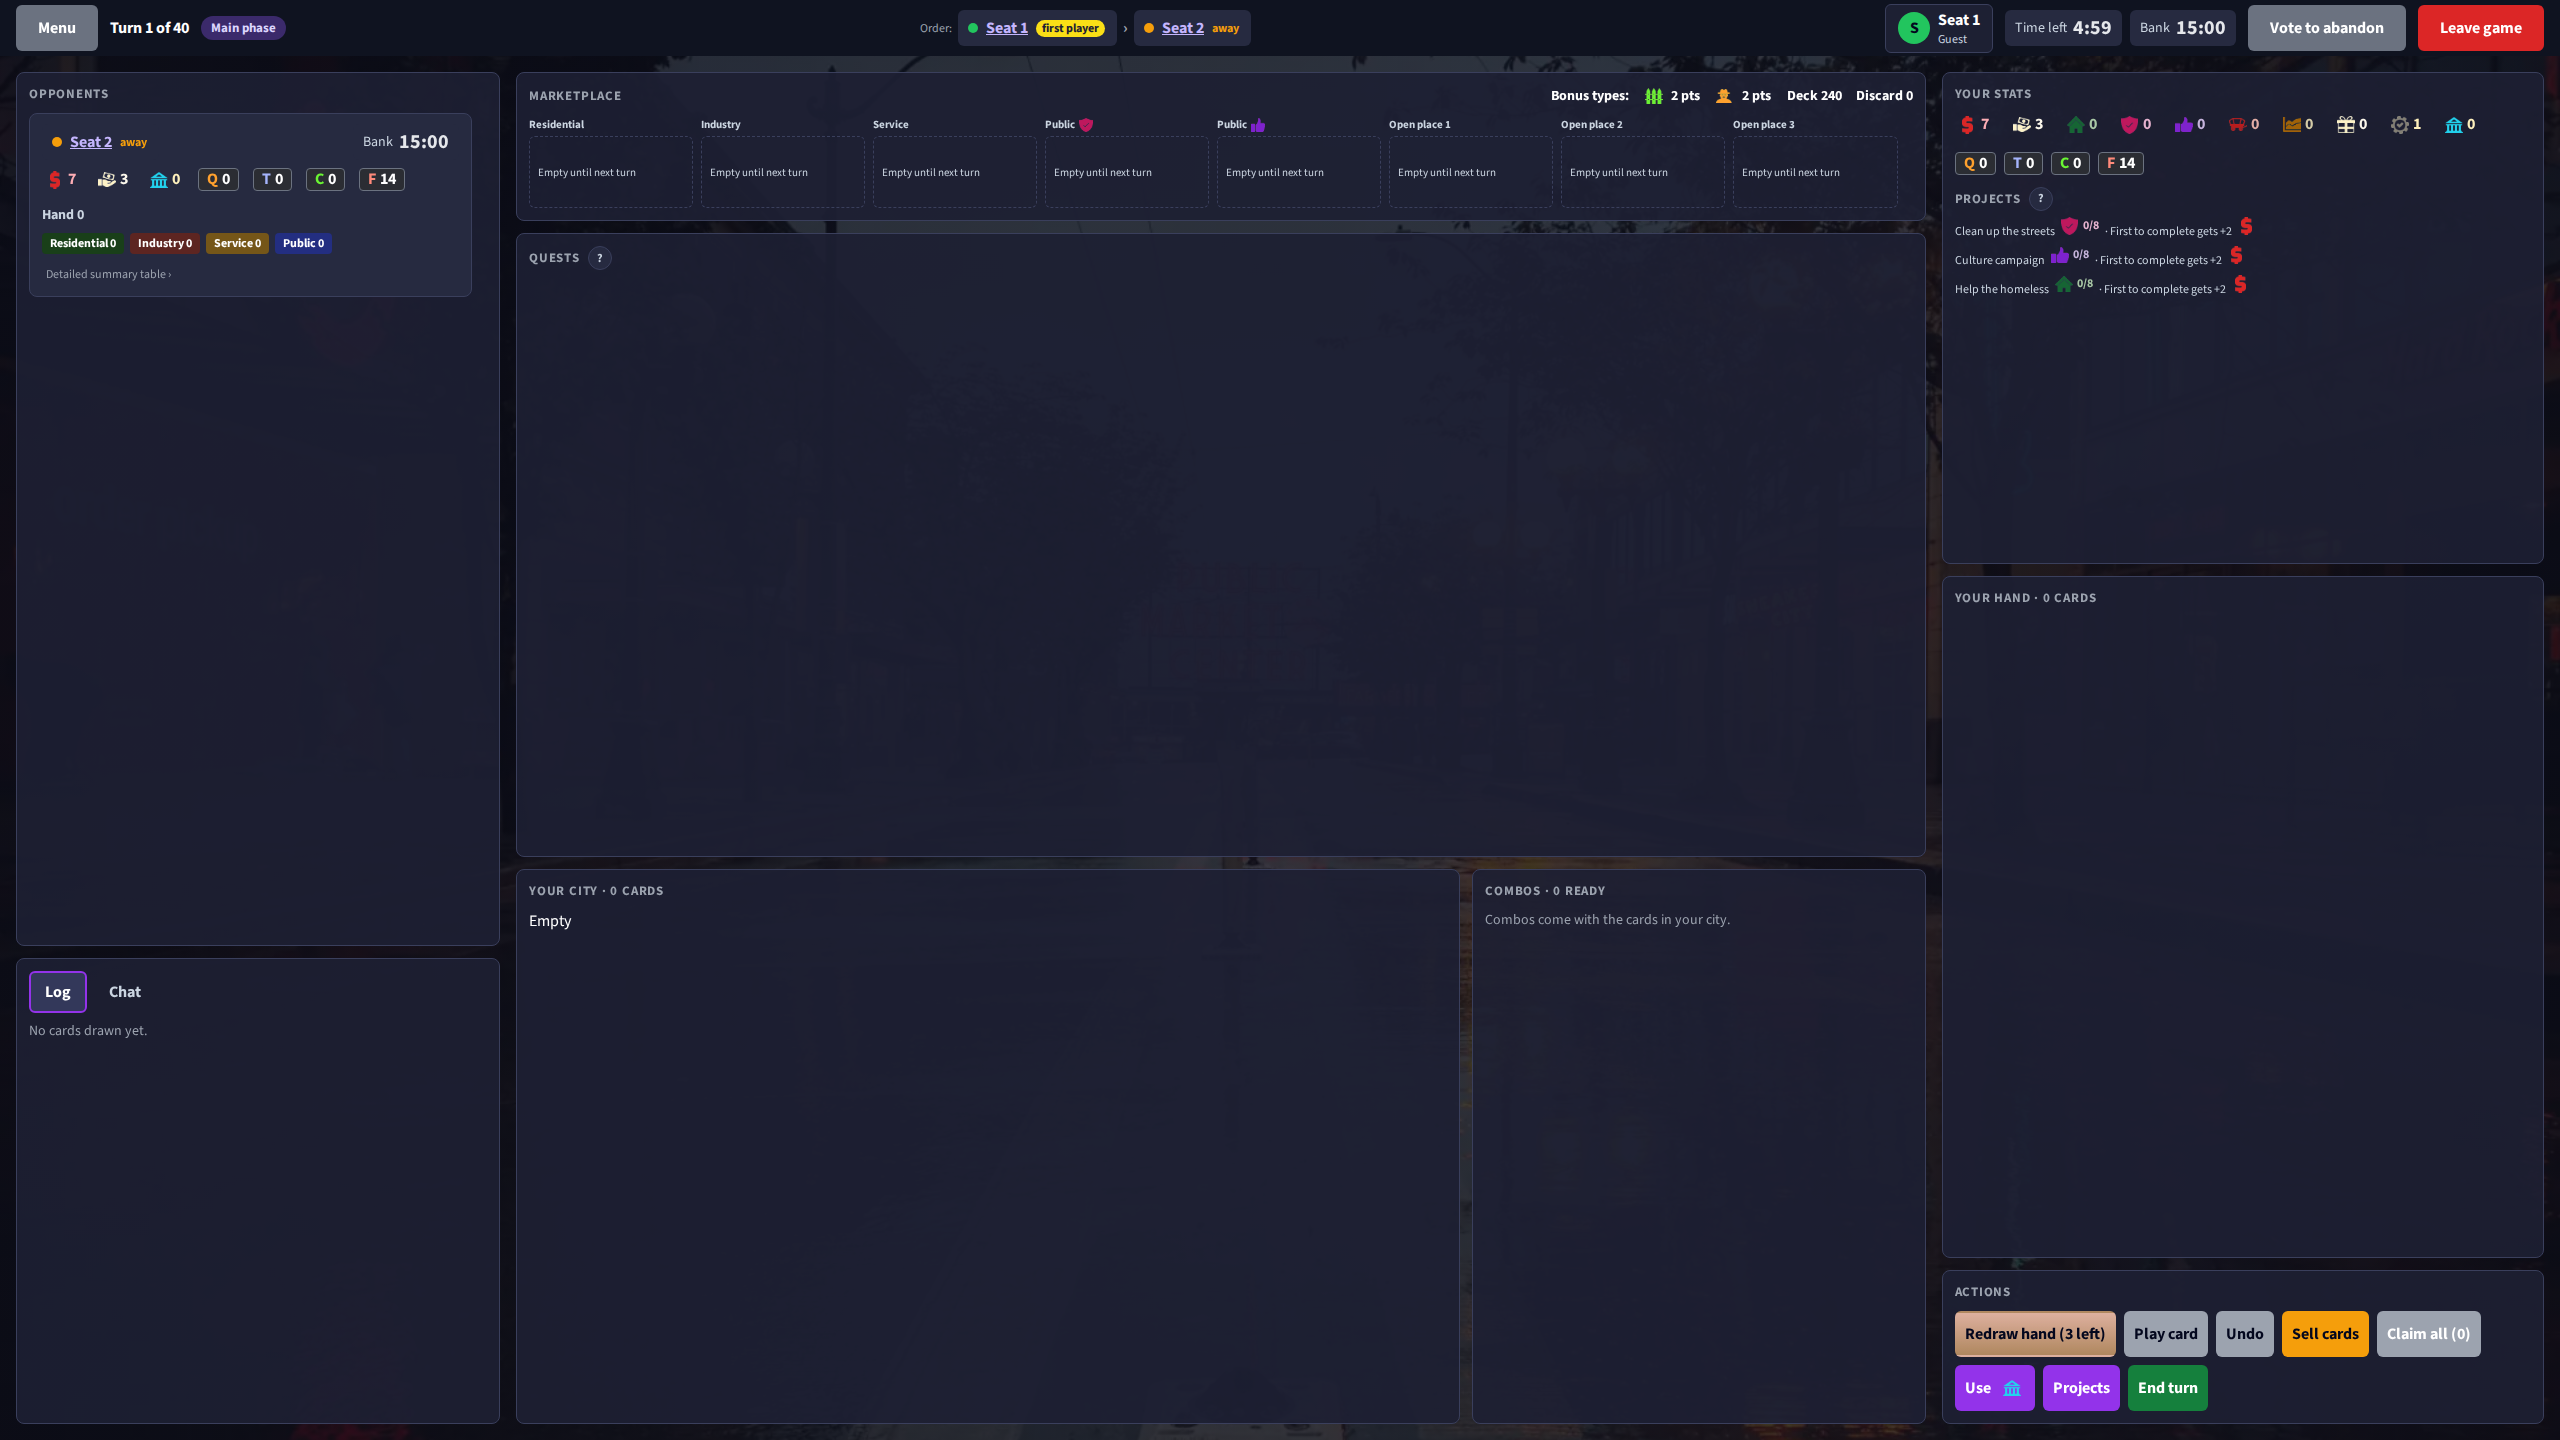 Menu Turn 1 of 40 Main phase Order: Seat 1 first player › Seat 2 away S Seat 1 Guest Time left 4:59 Bank 15:00 Vote to abandon Leave game
OPPONENTS
Seat 2 away Bank 15:00
7 3 0 Q 0 T 0 C 0 F 14
Hand 0
Residential 0 Industry 0 Service 0 Public 0
Detailed summary table ›
Log Chat
No cards drawn yet.
MARKETPLACE Bonus types: 2 pts 2 pts Deck 240 Discard 0
Residential Industry Service Public Public Open place 1 Open place 2 Open place 3
Empty until next turn Empty until next turn Empty until next turn Empty until next turn Empty until next turn Empty until next turn Empty until next turn Empty until next turn
QUESTS ?
YOUR CITY · 0 CARDS
Empty
COMBOS · 0 READY
Combos come with the cards in your city.
YOUR STATS
7 3 0 0 0 0 0 0 1 0
Q 0 T 0 C 0 F 14
PROJECTS ?
Clean up the streets 0/8 · First to complete gets +2
Culture campaign 0/8 · First to complete gets +2
Help the homeless 0/8 · First to complete gets +2
YOUR HAND · 0 CARDS
ACTIONS
Redraw hand (3 left) Play card Undo Sell cards Claim all (0)
Use Projects End turn